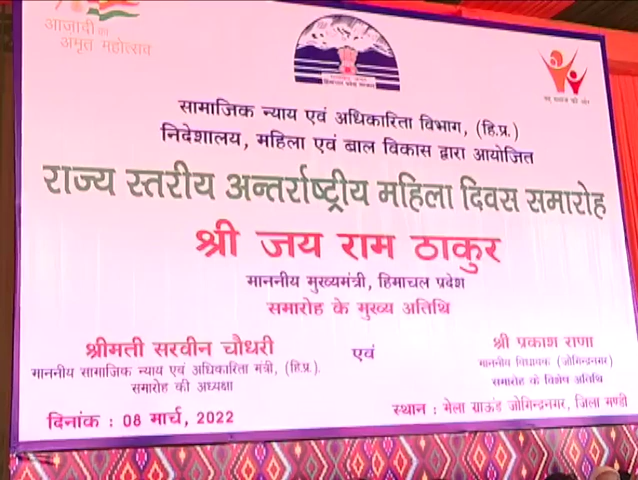 आज़ादी का
अमृत महोत्सव
सामाजिक न्याय एवं अधिकारिता विभाग, (हि.प्र.)
निदेशालय, महिला एवं बाल विकास द्वारा आयोजित
राज्य स्तरीय अन्तर्राष्ट्रीय महिला दिवस समारोह
श्री जय राम ठाकुर
माननीय मुख्यमंत्री, हिमाचल प्रदेश
समारोह के मुख्य अतिथि
श्रीमती सरवीन चौधरी
माननीय सामाजिक न्याय एवं अधिकारिता मंत्री, (हि.प्र.).
समारोह की अध्यक्षा
एवं
श्री प्रकाश राणा
माननीय विधायक (जोगिन्द्रनगर)
समारोह के विशेष अतिथि
दिनांक : 08 मार्च, 2022
स्थान : मेला ग्राऊंड जोगिन्द्रनगर, जिला मण्डी